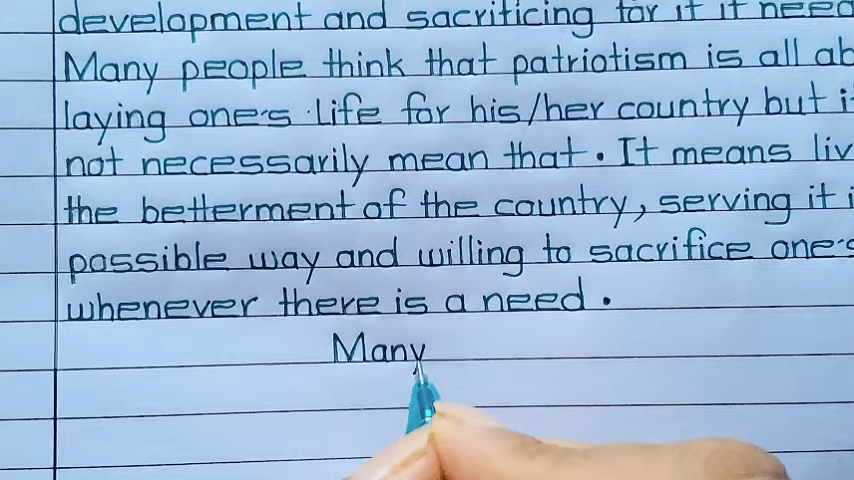 development and sacrificing for it it need
Many people think that patriotism is all ab
laying one's life for his/her country but i
not necessarily mean that. It means liv
the betterment of the country, serving it i
possible way and willing to sacrifice one's
whenever there is a need.
Many